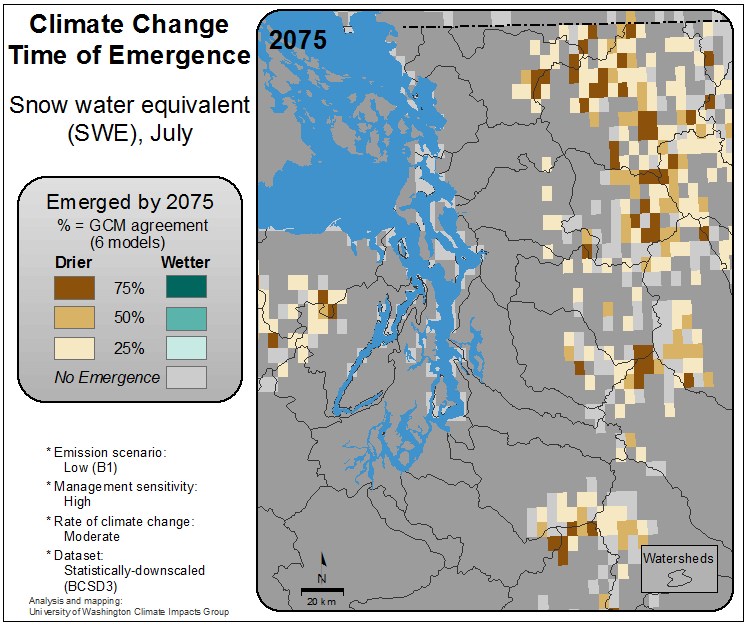 Climate Change
Time of Emergence
Snow water equivalent
(SWE), July
Emerged by 2075
% = GCM agreement
(6 models)
Drier Wetter
75%
50%
25%
No Emergence
* Emission scenario:
Low (B1)
* Management sensitivity:
High
* Rate of climate change:
Moderate
* Dataset:
Statistically-downscaled
(BCSD3)
Analysis and mapping:
University of Washington Climate Impacts Group
2075
N
20 km
Watersheds